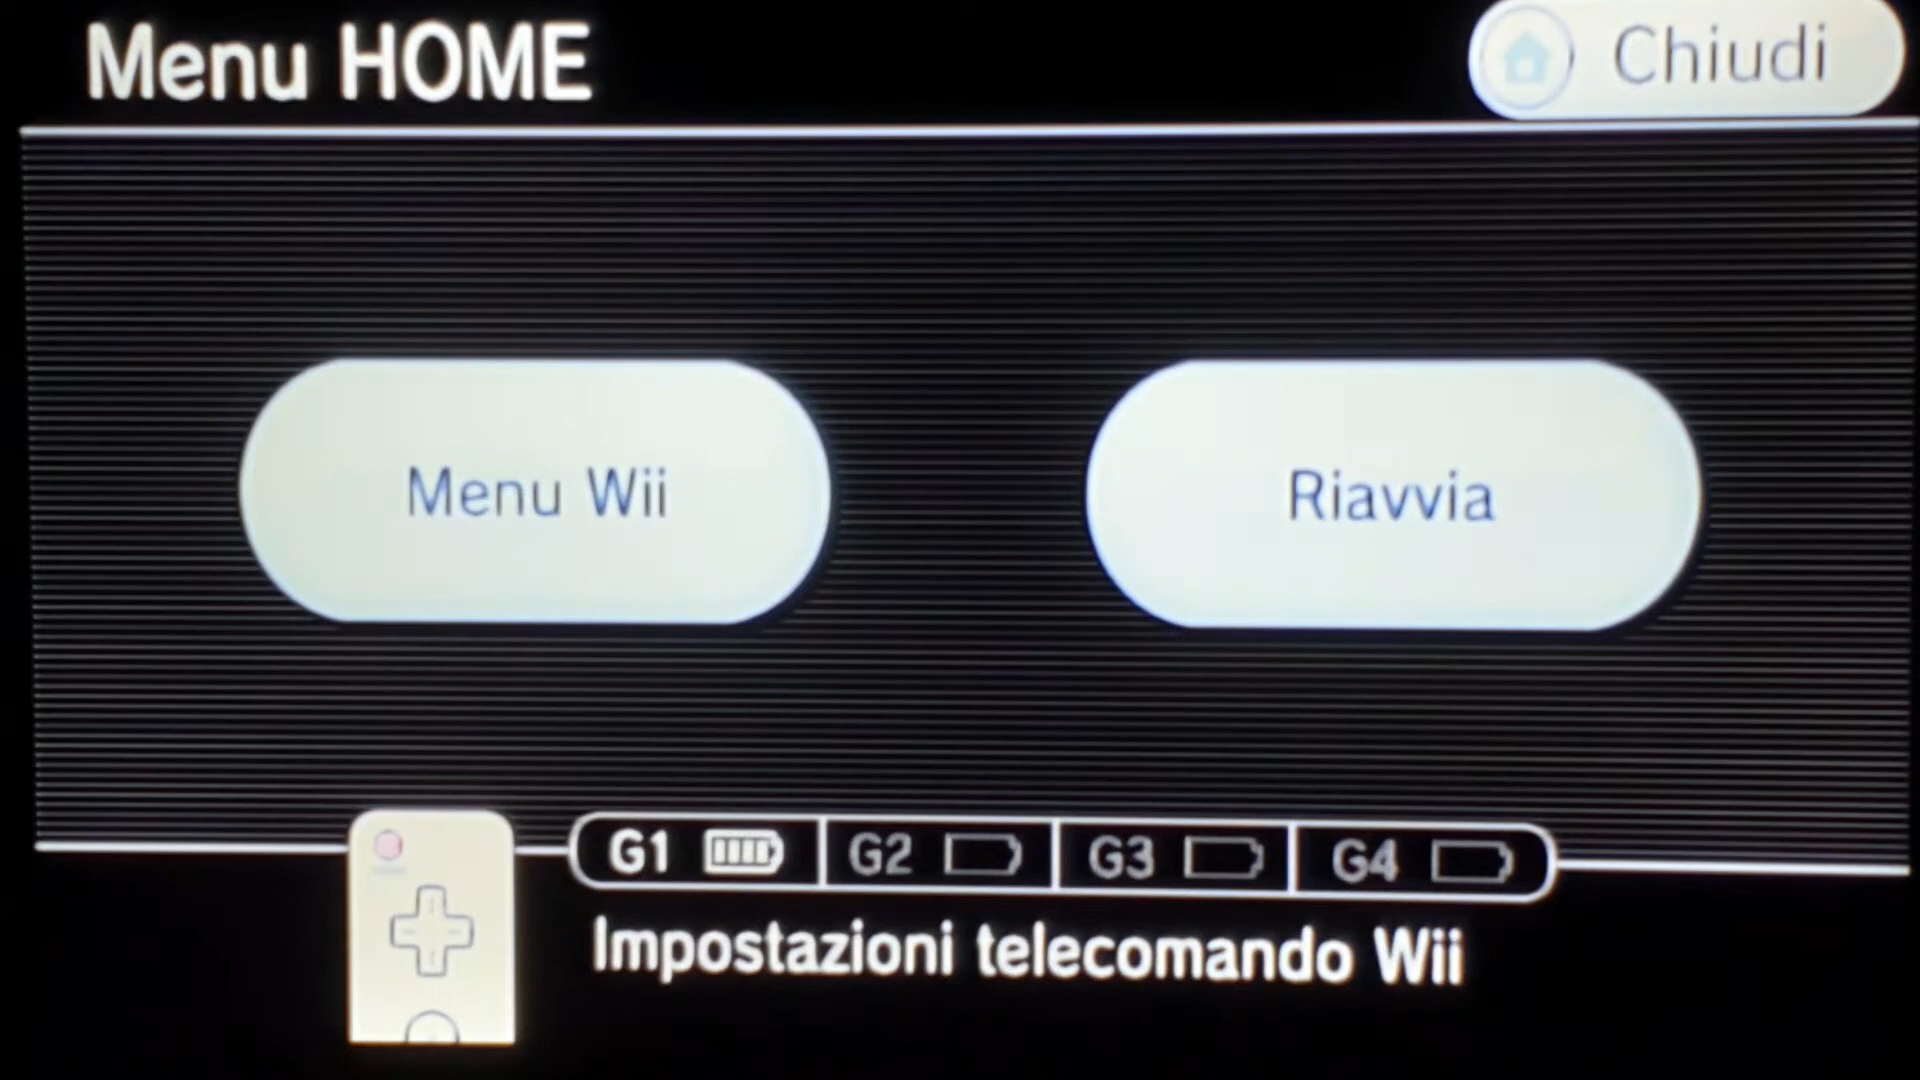 Menu HOME
Chiudi
Menu Wii
Riavvia
G1
G2
G3
G4
Impostazioni telecomando Wii